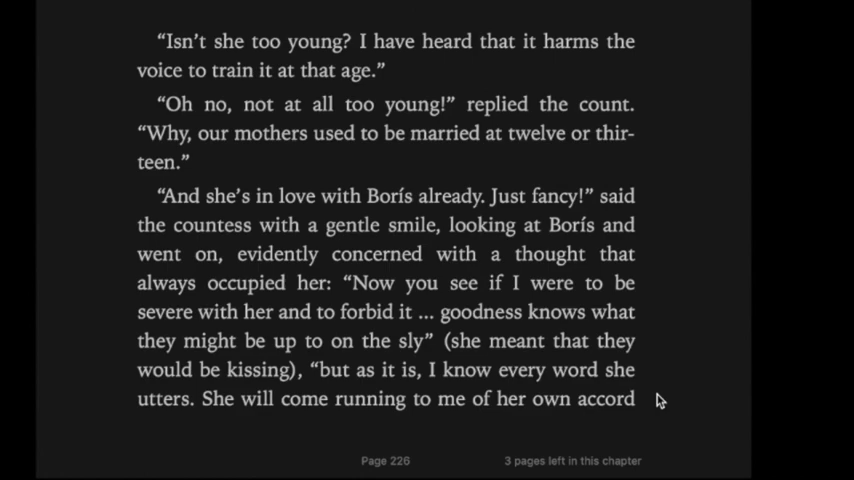 “Isn’t she too young? I have heard that it harms the
voice to train it at that age.”
“Oh no, not at all too young!” replied the count.
“Why, our mothers used to be married at twelve or thir-
teen.”
“And she’s in love with Borís already. Just fancy!” said
the countess with a gentle smile, looking at Borís and
went on, evidently concerned with a thought that
always occupied her: “Now you see if I were to be
severe with her and to forbid it ... goodness knows what
they might be up to on the sly” (she meant that they
would be kissing), “but as it is, I know every word she
utters. She will come running to me of her own accord
Page 226
3 pages left in this chapter